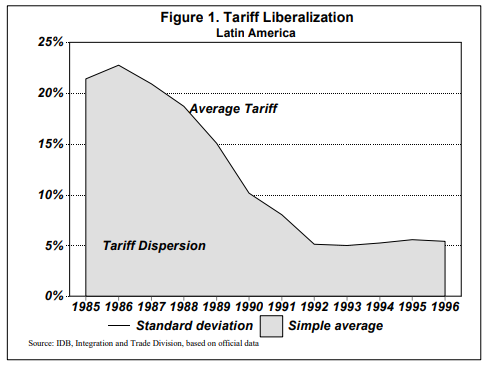 Figure 1. Tariff Liberalization
Latin America
25%
20%
Average Tariff
15%
10%
5%
Tariff Dispersion
0%
1985 1986 1987 1988 1989 1990 1991 1992 1993 1994 1995 1996
Standard deviation Simple average
Source: IDB, Integration and Trade Division, based on official data